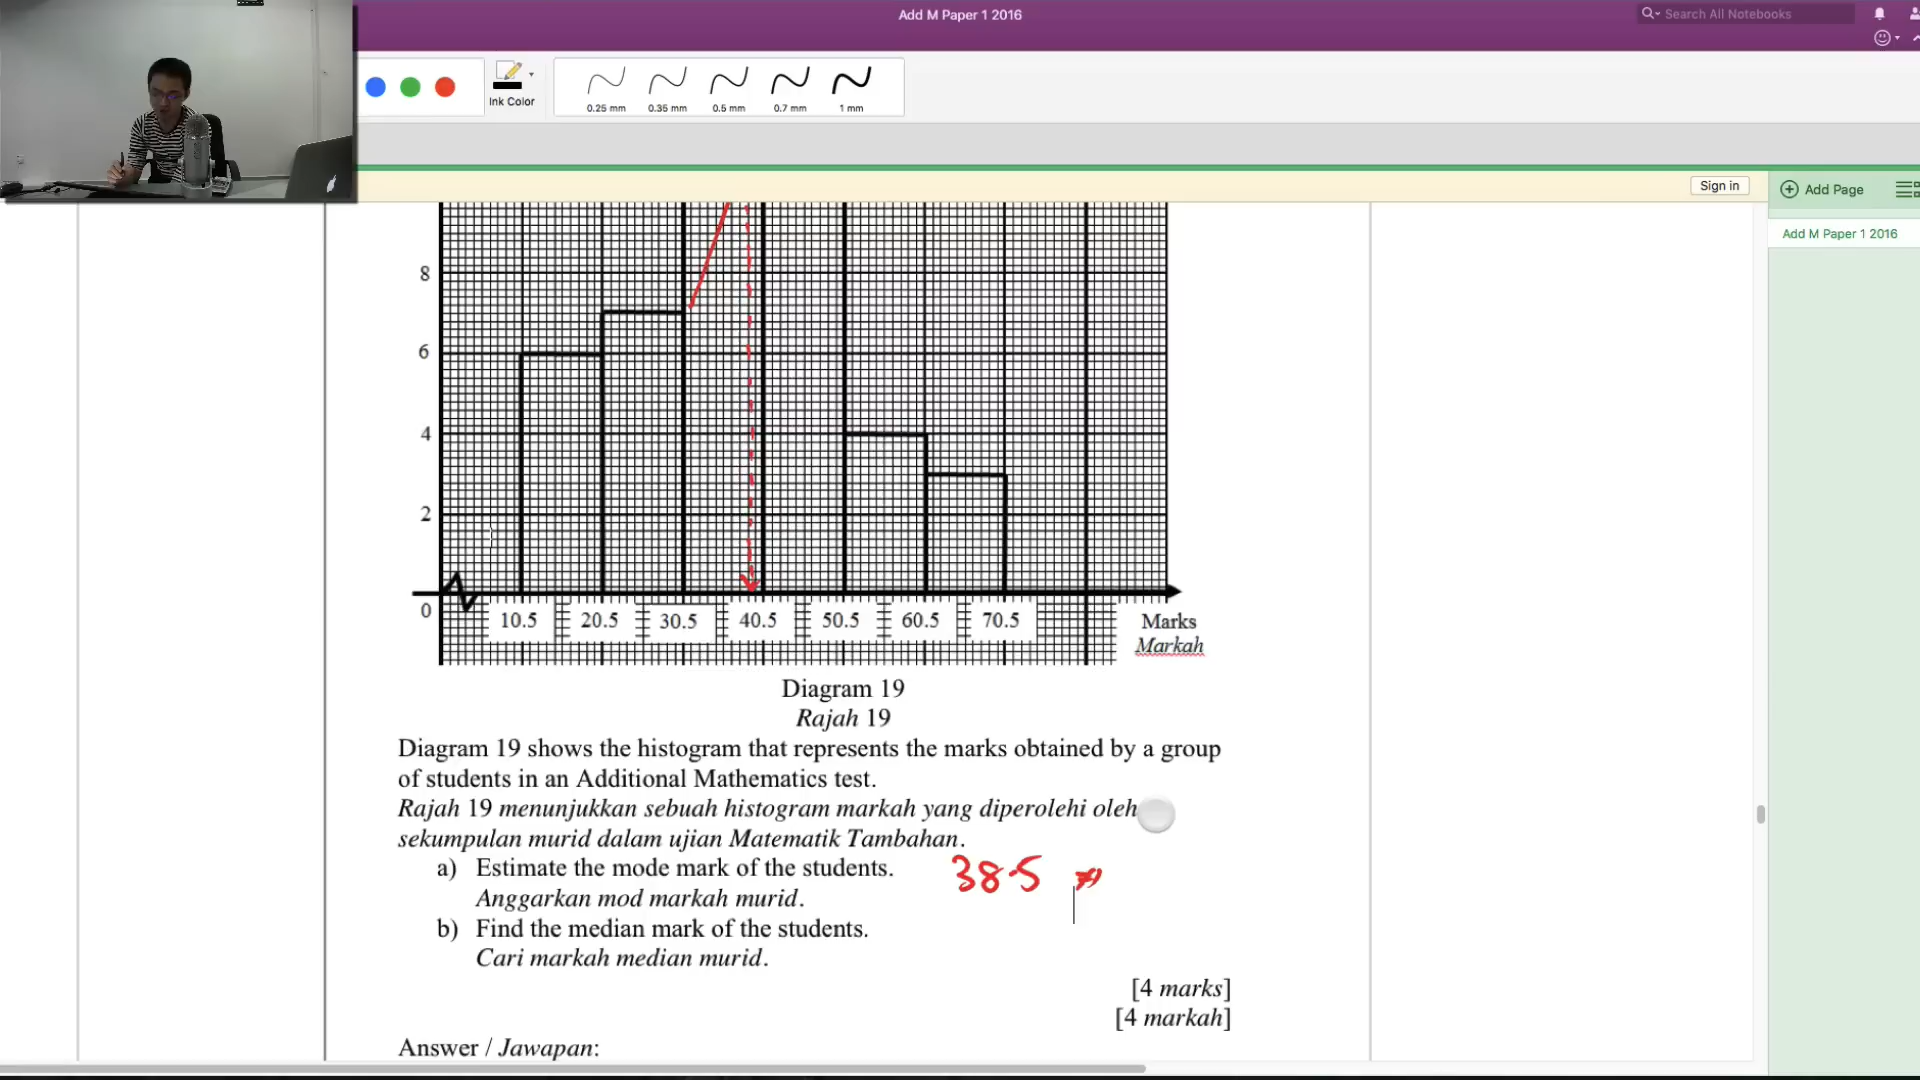 Add M Paper 1 2016
Search All Notebooks
Ink Color
0.25 mm 0.35 mm 0.5 mm 0.7 mm 1 mm
Sign in
Add Page
Add M Paper 1 2016
8
6
4
2
0
10.5 20.5 30.5 40.5 50.5 60.5 70.5 Marks
Markah
Diagram 19
Rajah 19
Diagram 19 shows the histogram that represents the marks obtained by a group
of students in an Additional Mathematics test.
Rajah 19 menunjukkan sebuah histogram markah yang diperolehi oleh
sekumpulan murid dalam ujian Matematik Tambahan.
a) Estimate the mode mark of the students. 38.5
Anggarkan mod markah murid.
b) Find the median mark of the students.
Cari markah median murid.
[4 marks]
[4 markah]
Answer / Jawapan: